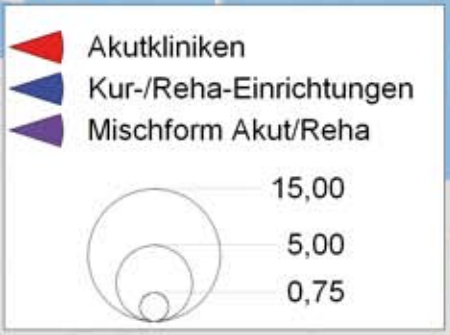 Akutkliniken
Kur-/Reha-Einrichtungen
Mischform Akut/Reha
15,00
5,00
0,75